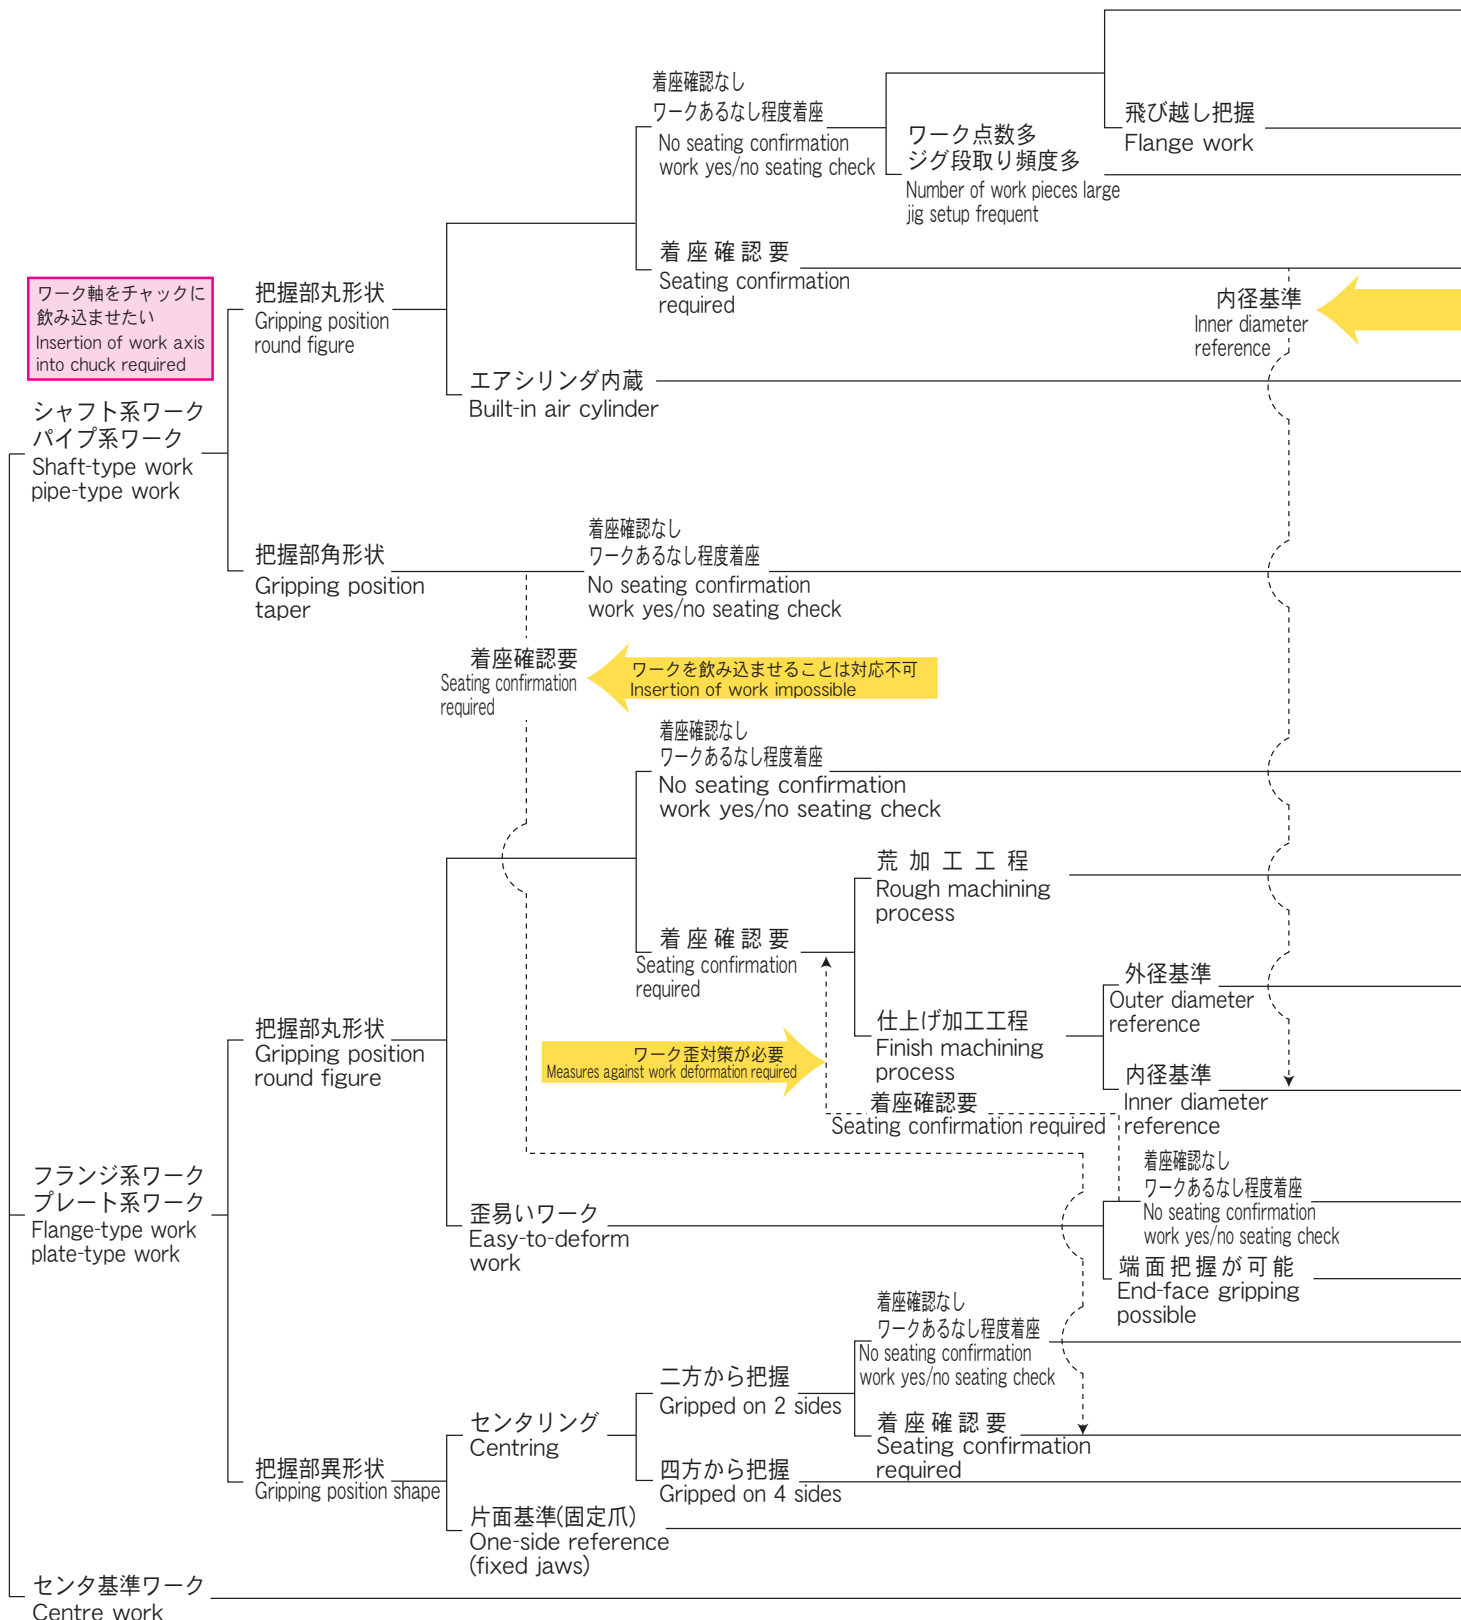 着座確認なし
ワークあるなし程度着座
No seating confirmation
work yes/no seating check
ワーク点数多
ジグ段取り頻度多
Number of work pieces large
jig setup frequent
飛び越し把握
Flange work
着座確認要
Seating confirmation
required
ワーク軸をチャックに
飲み込ませたい
Insertion of work axis
into chuck required
把握部丸形状
Gripping position
round figure
内径基準
Inner diameter
reference
エアシリンダ内蔵
Built-in air cylinder
シャフト系ワーク
パイプ系ワーク
Shaft-type work
pipe-type work
把握部角形状
Gripping position
taper
着座確認なし
ワークあるなし程度着座
No seating confirmation
work yes/no seating check
着座確認要
Seating confirmation
required
ワークを飲み込ませることは対応不可
Insertion of work impossible
着座確認なし
ワークあるなし程度着座
No seating confirmation
work yes/no seating check
荒加工工程
Rough machining
process
着座確認要
Seating confirmation
required
外径基準
Outer diameter
reference
把握部丸形状
Gripping position
round figure
仕上げ加工工程
Finish machining
process
ワーク歪対策が必要
Measures against work deformation required
内径基準
Inner diameter
reference
着座確認要
Seating confirmation required
フランジ系ワーク
プレート系ワーク
Flange-type work
plate-type work
歪易いワーク
Easy-to-deform
work
着座確認なし
ワークあるなし程度着座
No seating confirmation
work yes/no seating check
端面把握が可能
End-face gripping
possible
着座確認なし
ワークあるなし程度着座
No seating confirmation
work yes/no seating check
二方から把握
Gripped on 2 sides
センタリング
Centring
着座確認要
Seating confirmation
required
把握部異形状
Gripping position shape
四方から把握
Gripped on 4 sides
片面基準(固定爪)
One-side reference
(fixed jaws)
センタ基準ワーク
Centre work